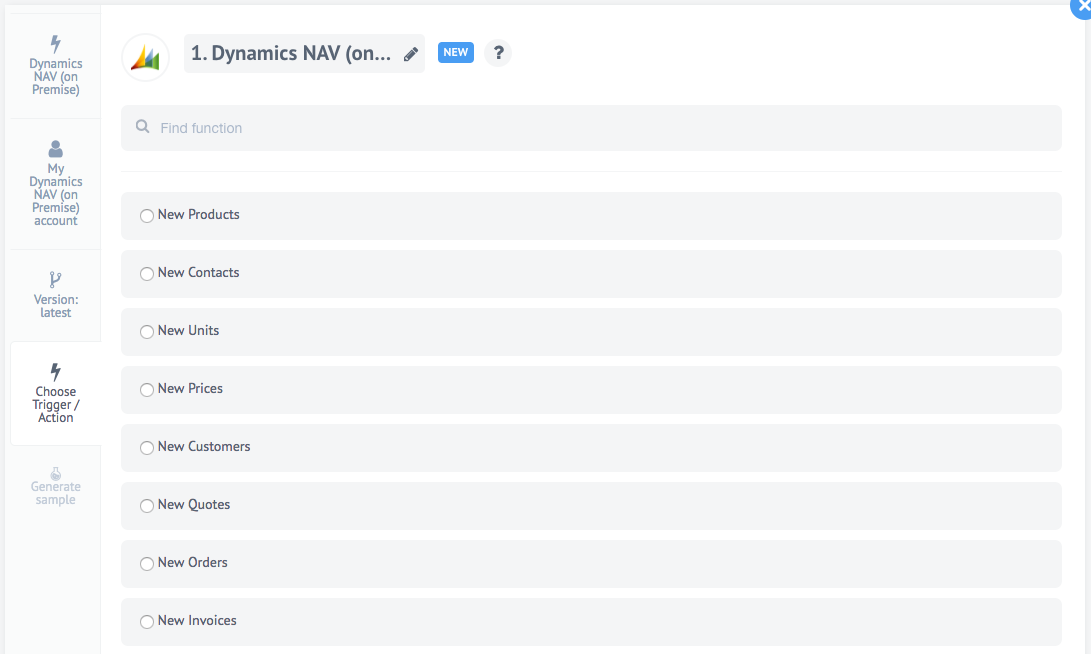 Dynamics
NAV (on
Premise)
My
Dynamics
NAV (on
Premise)
account
Version:
latest
Choose
Trigger /
Action
Generate
sample
1. Dynamics NAV (on...
NEW
?
Find function
New Products
New Contacts
New Units
New Prices
New Customers
New Quotes
New Orders
New Invoices